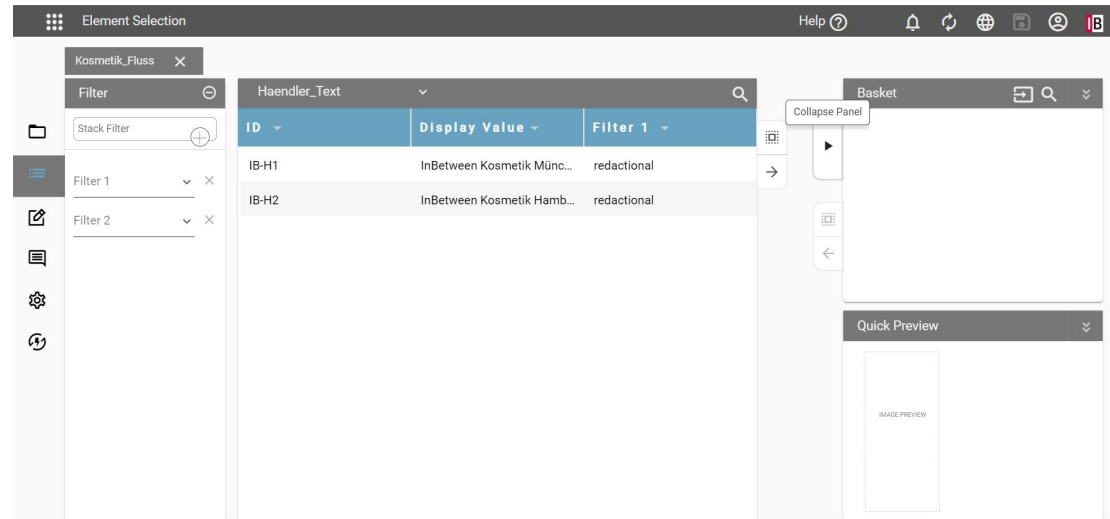 Element Selection
Help ?
IB
Kosmetik_Fluss
Filter
Haendler_Text
Basket
Collapse Panel
Stack Filter
ID
Display Value
Filter 1
IB-H1
InBetween Kosmetik Münc...
redactional
Filter 1
IB-H2
InBetween Kosmetik Hamb...
redactional
Filter 2
Quick Preview
IMAGE PREVIEW